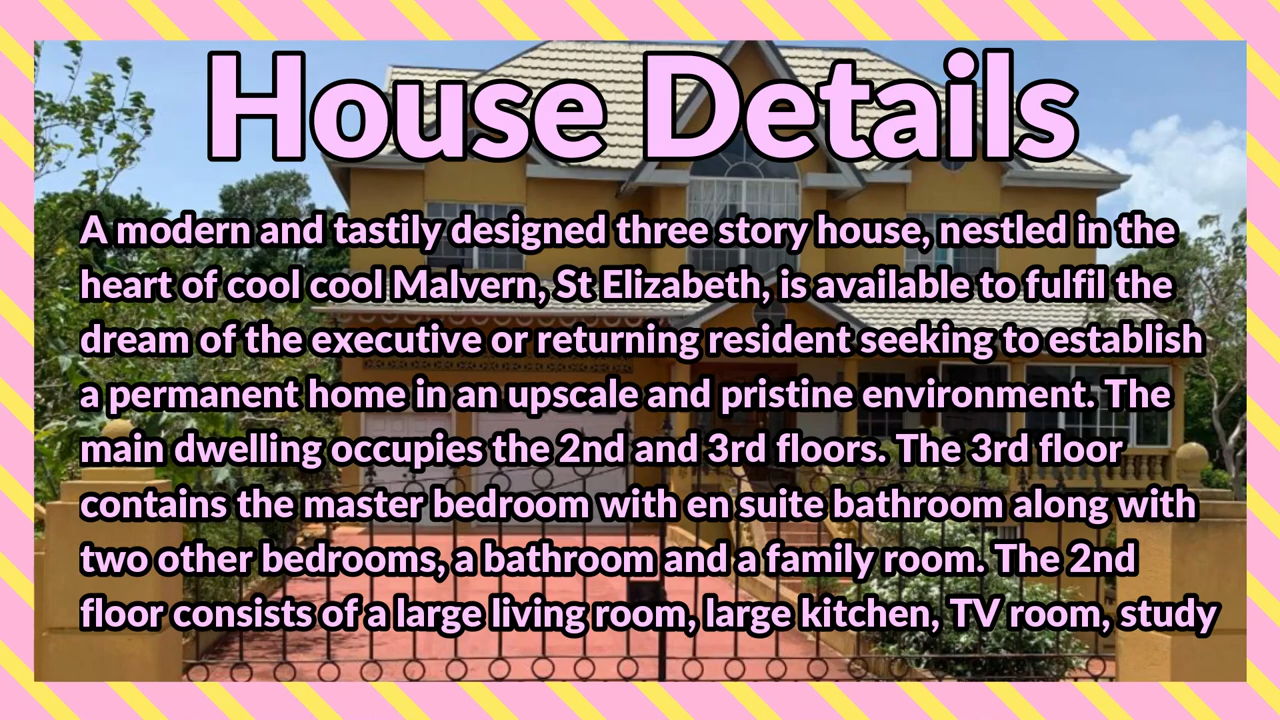 House Details
A modern and tastily designed three story house, nestled in the
heart of cool cool Malvern, St Elizabeth, is available to fulfil the
dream of the executive or returning resident seeking to establish
a permanent home in an upscale and pristine environment. The
main dwelling occupies the 2nd and 3rd floors. The 3rd floor
contains the master bedroom with en suite bathroom along with
two other bedrooms, a bathroom and a family room. The 2nd
floor consists of a large living room, large kitchen, TV room, study